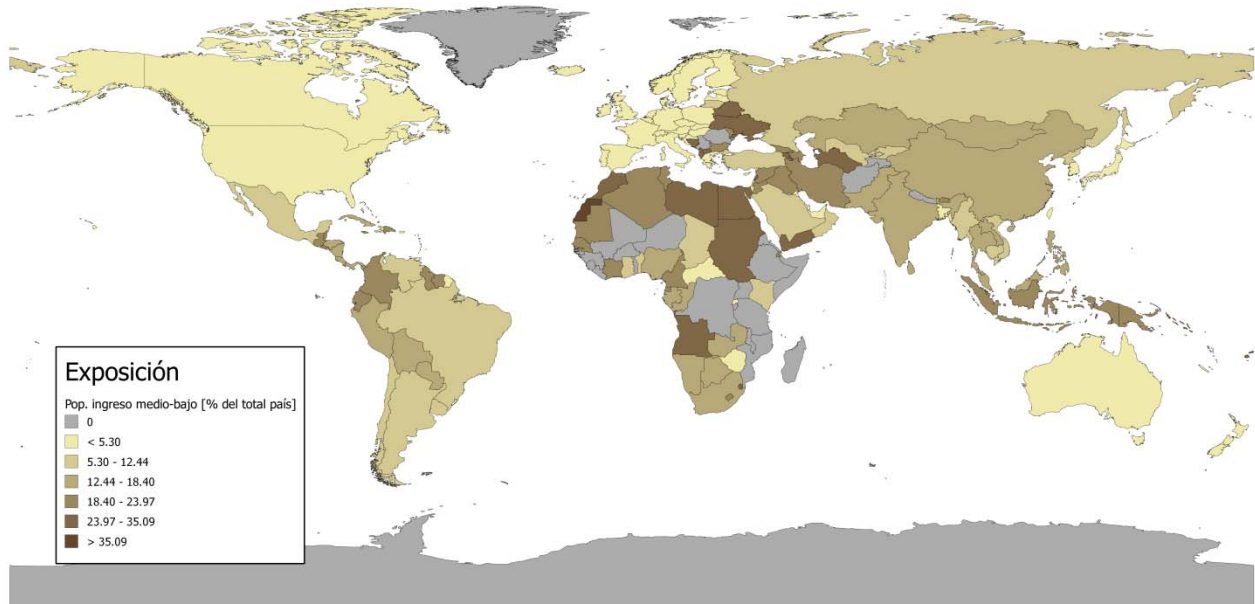 Exposición
Pop. ingreso medio-bajo [% del total país]
0
< 5.30
5.30 - 12.44
12.44 - 18.40
18.40 - 23.97
23.97 - 35.09
> 35.09